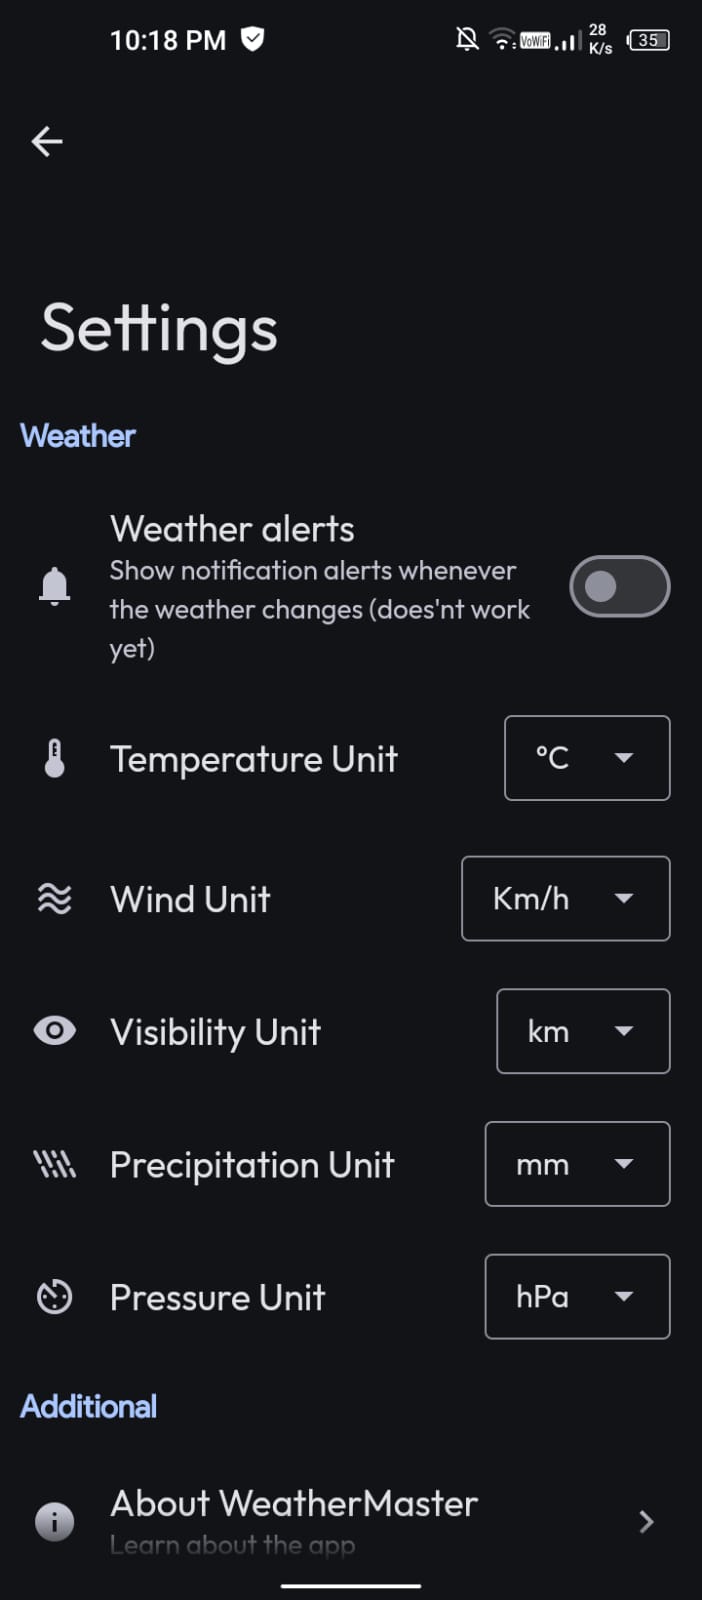 10:18 PM VoWiFi 28 K/s 35
Settings
Weather
Weather alerts
Show notification alerts whenever
the weather changes (does'nt work
yet)
Temperature Unit °C
Wind Unit Km/h
Visibility Unit km
Precipitation Unit mm
Pressure Unit hPa
Additional
About WeatherMaster
Learn about the app